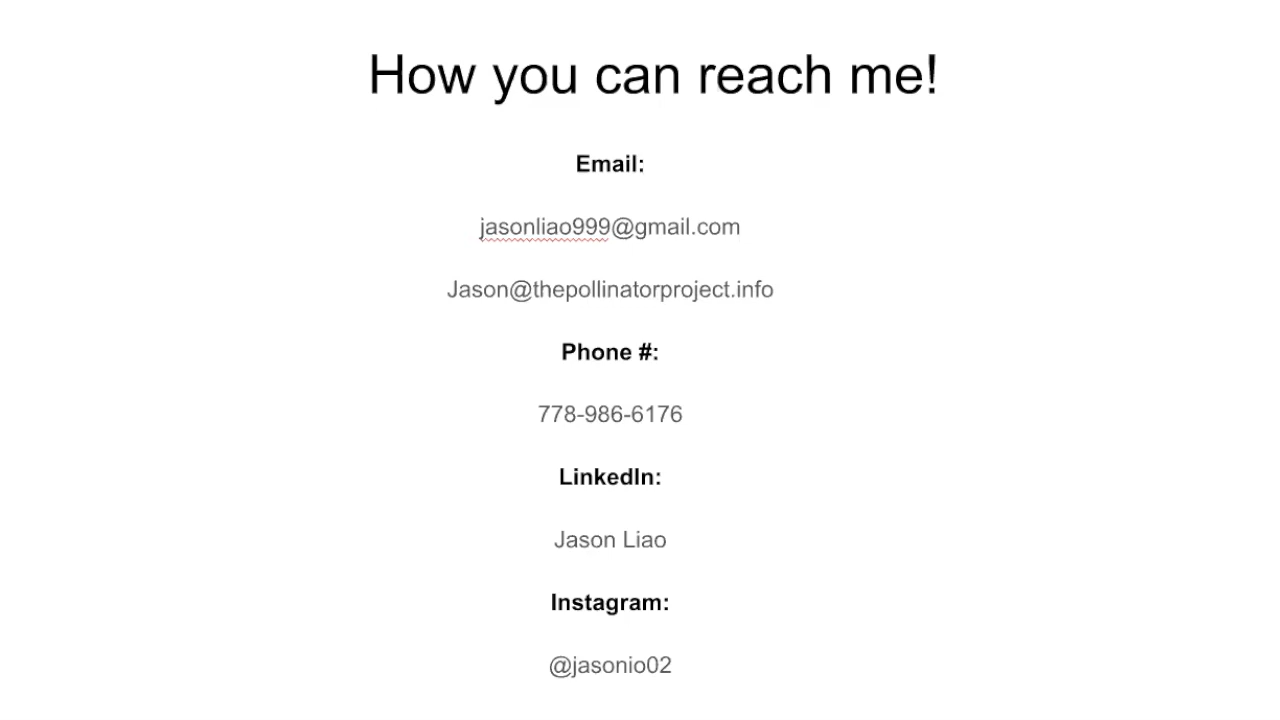 How you can reach me!
Email:
jasonliao999@gmail.com
Jason@thepollinatorproject.info
Phone #:
778-986-6176
LinkedIn:
Jason Liao
Instagram:
@jasonio02